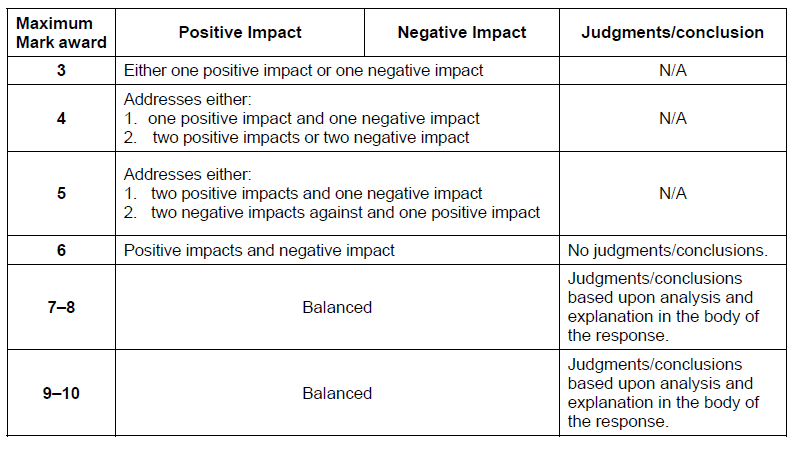 Maximum
Mark award
Positive Impact
Negative Impact
Judgments/conclusion
3
Either one positive impact or one negative impact
N/A
4
Addresses either:
1. one positive impact and one negative impact
2. two positive impacts or two negative impact
N/A
5
Addresses either:
1. two positive impacts and one negative impact
2. two negative impacts against and one positive impact
N/A
6
Positive impacts and negative impact
No judgments/conclusions.
7–8
Balanced
Judgments/conclusions
based upon analysis and
explanation in the body of
the response.
9–10
Balanced
Judgments/conclusions
based upon analysis and
explanation in the body of
the response.